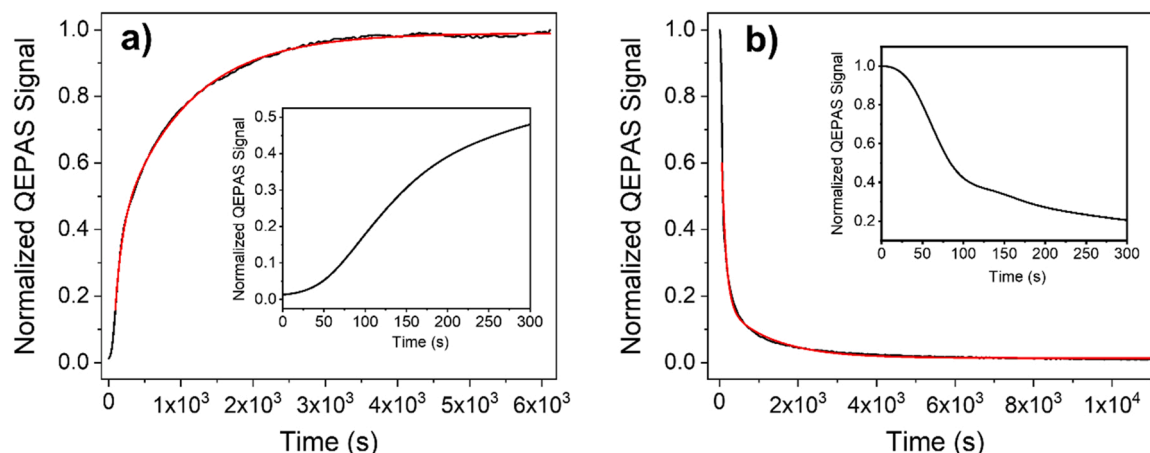 a)
Normalized QEPAS Signal
1.0
0.8
0.6
0.4
0.2
0.0
0
1x10³
2x10³
3x10³
4x10³
5x10³
6x10³
Time (s)
Normalized QEPAS Signal
0.5
0.4
0.3
0.2
0.1
0.0
0
50
100
150
200
250
300
Time (s)
b)
Normalized QEPAS Signal
1.0
0.8
0.6
0.4
0.2
0.0
0
2x10³
4x10³
6x10³
8x10³
1x10⁴
Time (s)
Normalized QEPAS Signal
1.0
0.8
0.6
0.4
0.2
0
50
100
150
200
250
300
Time (s)